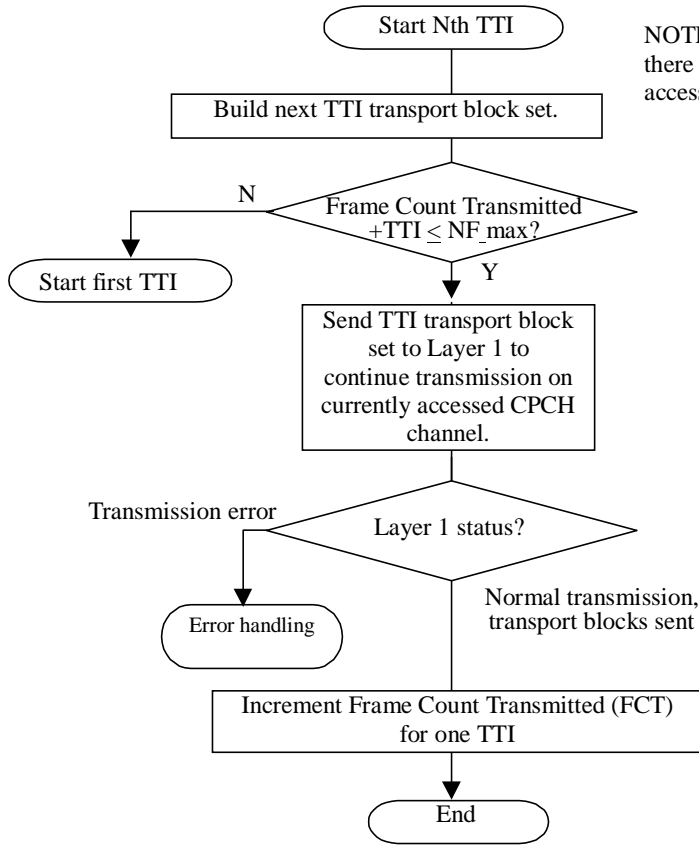 Start Nth TTI
there
Build next TTI transport block set.
N
Frame Count Transmitted
+TTI ≤ NF_max?
Start first TTI
Y
Send TTI transport block
set to Layer 1 to
continue transmission on
currently accessed CPCH
channel.
Transmission error
Layer 1 status?
Normal transmission,
transport blocks sent
Error handling
Increment Frame Count Transmitted (FCT)
for one TTI
End